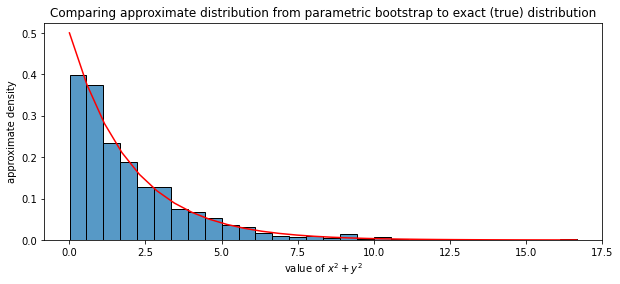 Comparing approximate distribution from parametric bootstrap to exact (true) distribution
0.5
0.4
0.3
0.2
0.1
0.0
approximate density
0.0 2.5 5.0 7.5 10.0 12.5 15.0 17.5
value of x² + y²